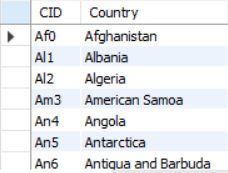 CID Country
Af0 Afghanistan
Al1 Albania
Al2 Algeria
Am3 American Samoa
An4 Angola
An5 Antarctica
An6 Antigua and Barbuda